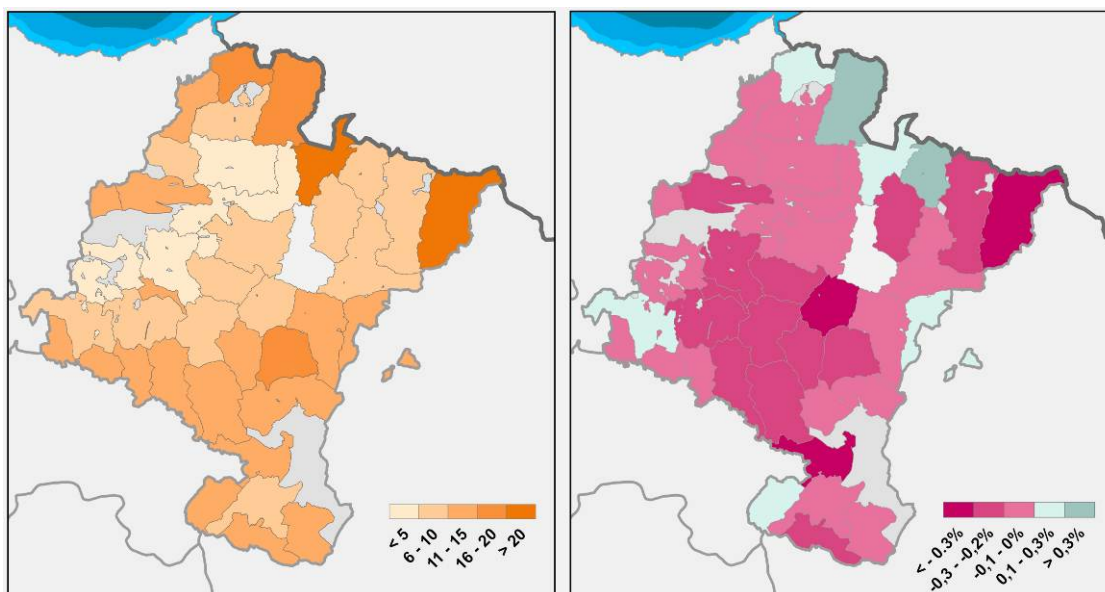 < 5
6 - 10
11 - 15
16 - 20
> 20
< - 0.3%
-0,3 - -0,2%
-0,1 - 0%
0,1 - 0,3%
> 0,3%